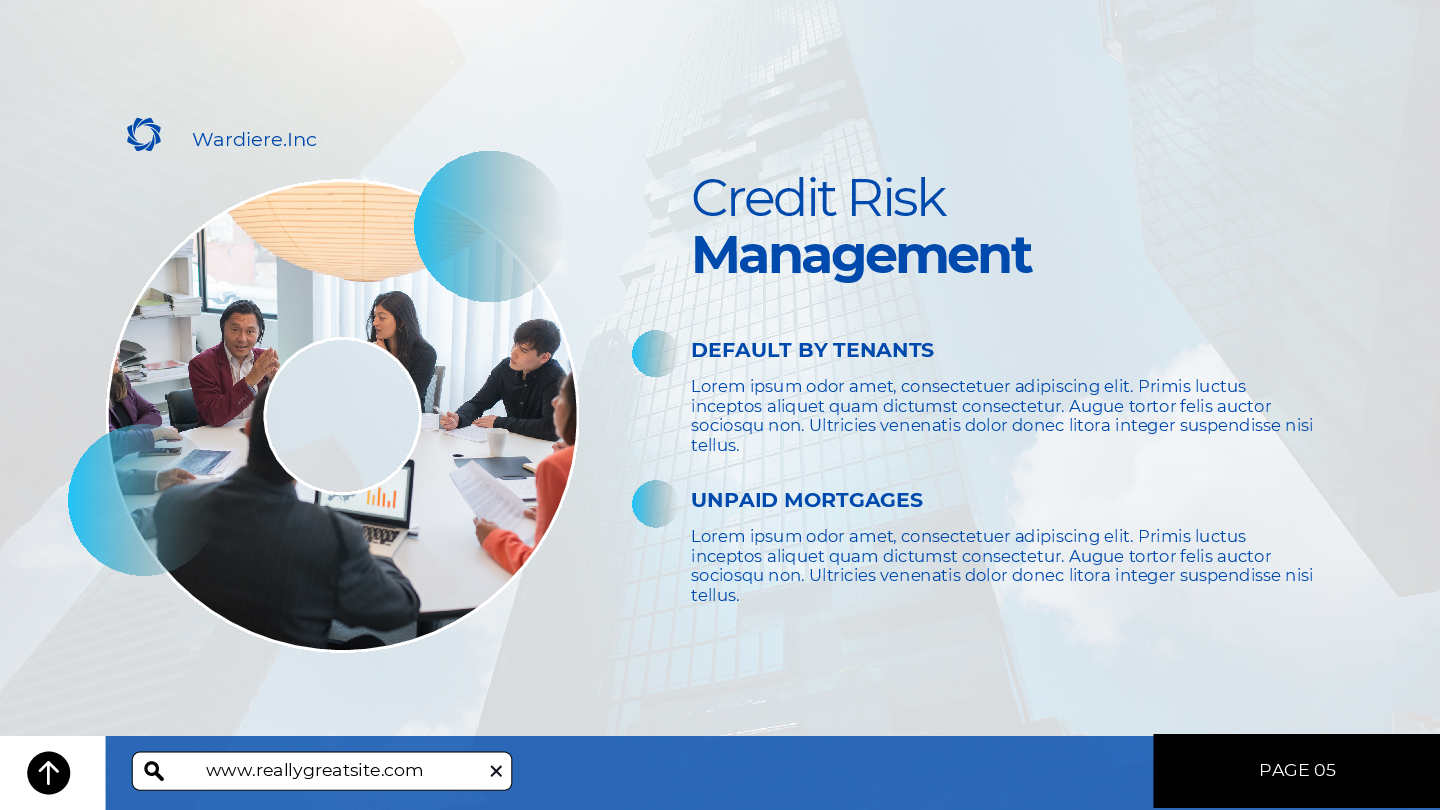 Wardiere.Inc
Credit Risk
Management
DEFAULT BY TENANTS
Lorem ipsum odor amet, consectetuer adipiscing elit. Primis luctus
inceptos aliquet quam dictumst consectetur. Augue tortor felis auctor
sociosqu non. Ultricies venenatis dolor donec litora integer suspendisse nisi
tellus.
UNPAID MORTGAGES
Lorem ipsum odor amet, consectetuer adipiscing elit. Primis luctus
inceptos aliquet quam dictumst consectetur. Augue tortor felis auctor
sociosqu non. Ultricies venenatis dolor donec litora integer suspendisse nisi
tellus.
www.reallygreatsite.com
PAGE 05